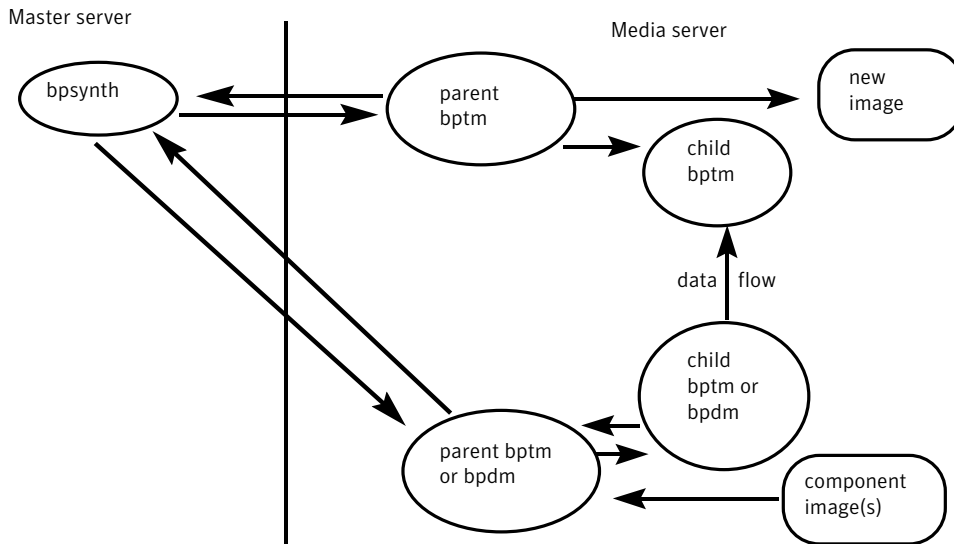 Master server
Media server
bpsynth
parent
bptm
new
image
child
bptm
data flow
child
bptm or
bpdm
parent bptm
or bpdm
component
image(s)